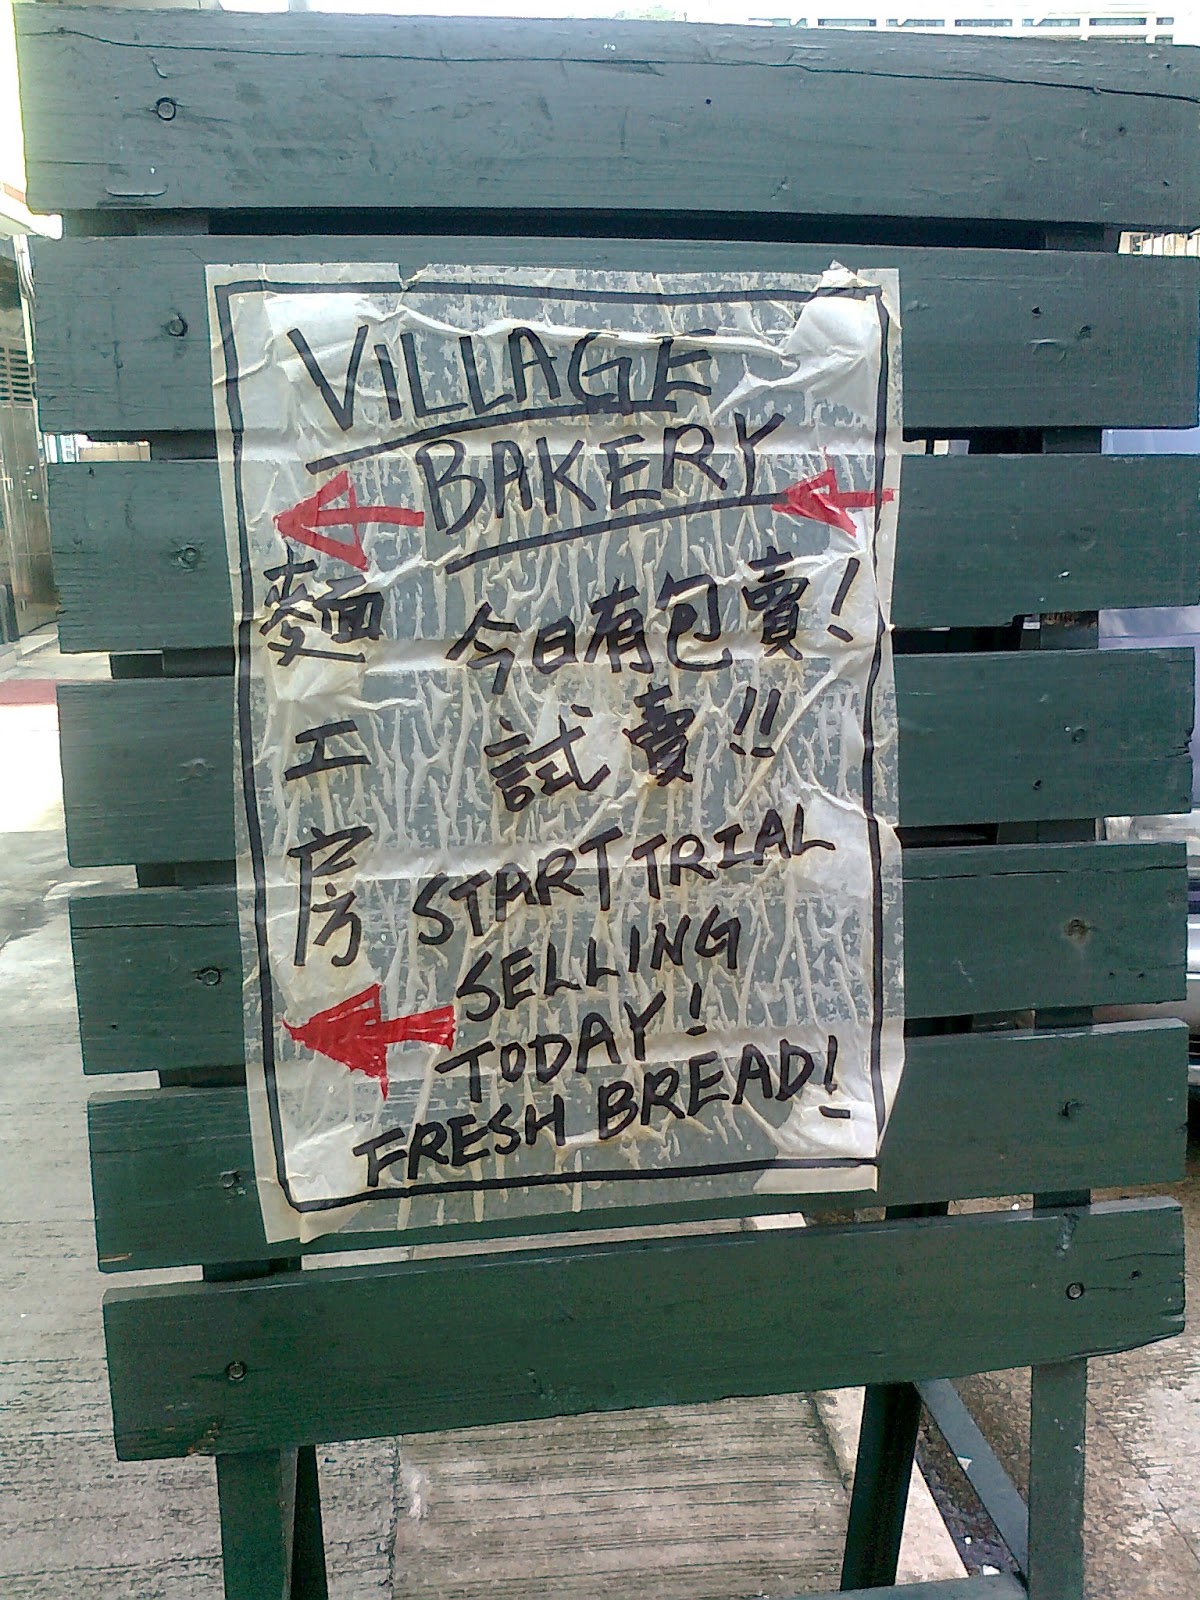 VILLAGE
BAKERY
今日有包賣!
試賣!!
麵工房
START TRIAL
SELLING
TODAY!
FRESH BREAD!